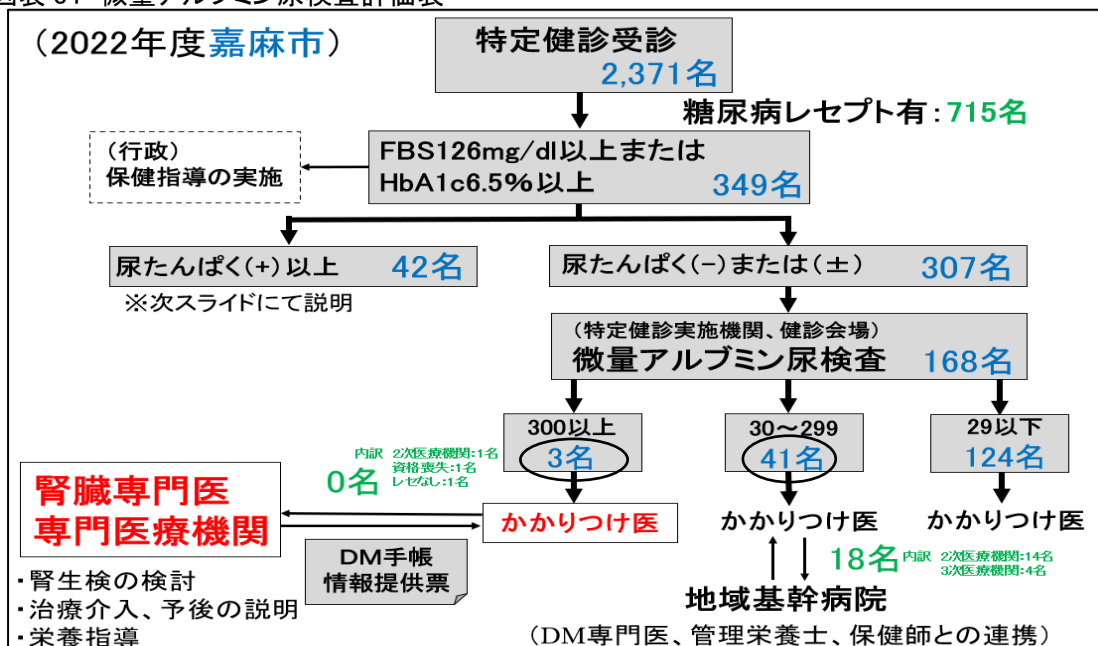 （2022年度嘉麻市）
特定健診受診
2,371名
糖尿病レセプト有：715名
（行政）
保健指導の実施
FBS126mg/dl以上または
HbA1c6.5%以上 349名
尿たんぱく(+)以上 42名
※次スライドにて説明
尿たんぱく(－)または(±) 307名
(特定健診実施機関、健診会場)
微量アルブミン尿検査 168名
300以上
3名
30～299
41名
29以下
124名
0名
内訳 2次医療機関:1名
資格喪失:1名
レセなし:1名
かかりつけ医
かかりつけ医
かかりつけ医
腎臓専門医
専門医療機関
DM手帳
情報提供票
18名
内訳 2次医療機関:14名
3次医療機関:4名
地域基幹病院
（DM専門医、管理栄養士、保健師との連携）
・腎生検の検討
・治療介入、予後の説明
・栄養指導